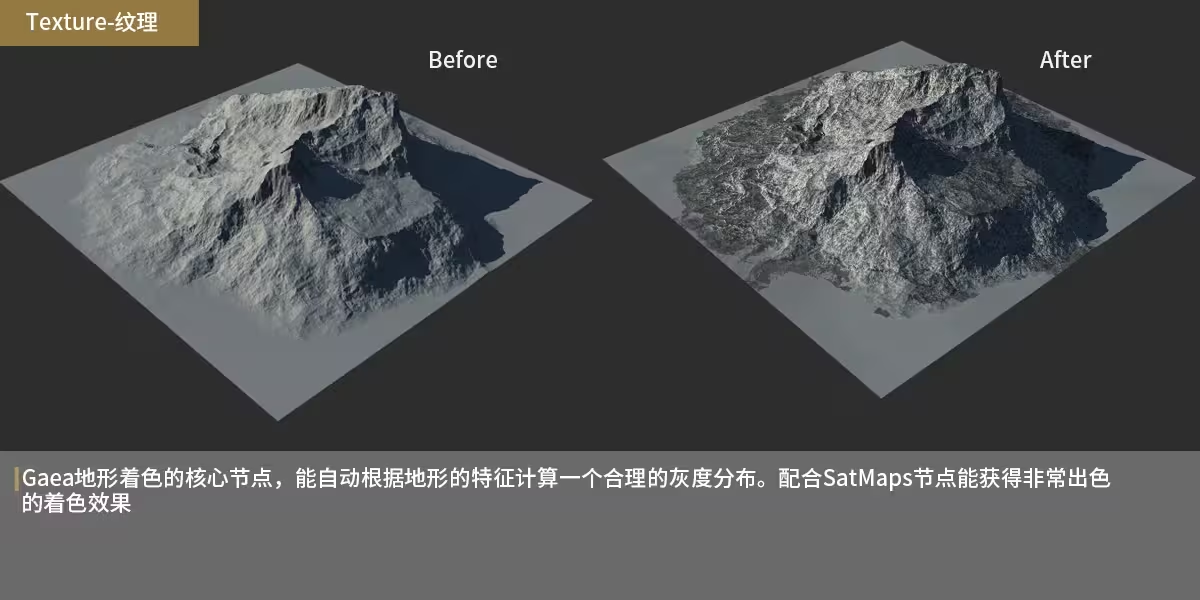 Texture-纹理
Before
After
Gaea地形着色的核心节点，能自动根据地形的特征计算一个合理的灰度分布。配合SatMaps节点能获得非常出色
的着色效果